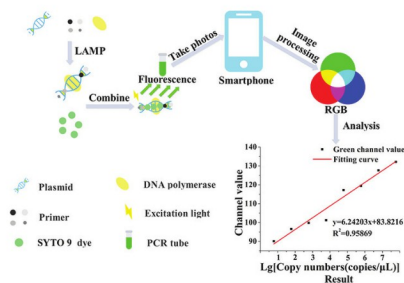 LAMP
Combine
Fluorescence
Take photos
Smartphone
Image
processing
RGB
Analysis
Plasmid
Primer
SYTO 9 dye
DNA polymerase
Excitation light
PCR tube
Green channel value
Fitting curve
Channel value
140
130
120
110
100
90
80
y=6.24203x+83.8216
R²=0.95869
1 2 3 4 5 6 7
Lg[Copy numbers(copies/μL)]
Result